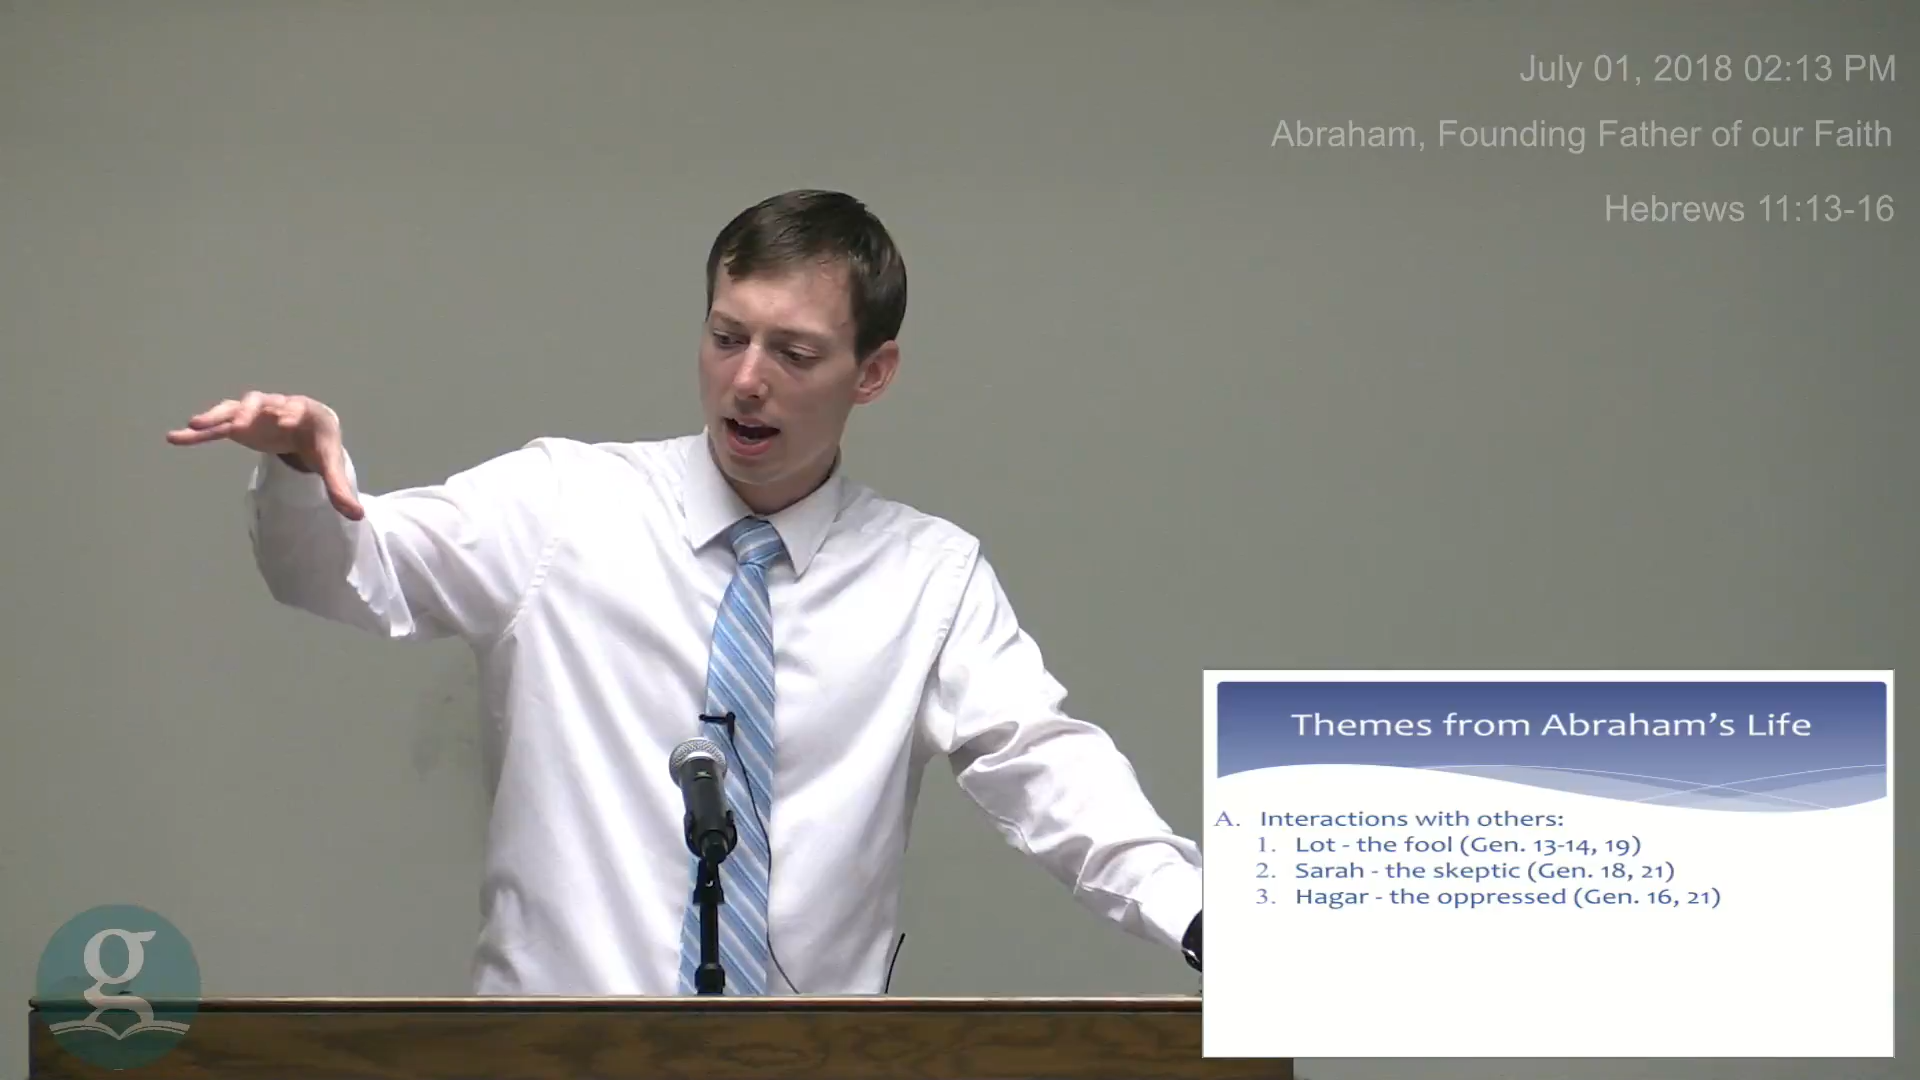 July 01, 2018 02:13 PM
Abraham, Founding Father of our Faith
Hebrews 11:13-16
Themes from Abraham’s Life
A. Interactions with others:
1. Lot - the fool (Gen. 13-14, 19)
2. Sarah - the skeptic (Gen. 18, 21)
3. Hagar - the oppressed (Gen. 16, 21)
g